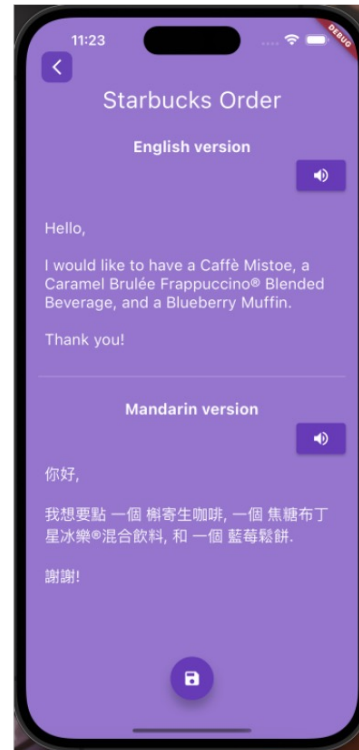 11:23
DEBUG
Starbucks Order
English version
Hello,
I would like to have a Caffè Mistoe, a
Caramel Brulée Frappuccino® Blended
Beverage, and a Blueberry Muffin.
Thank you!
Mandarin version
你好,
我想要點 一個 槲寄生咖啡, 一個 焦糖布丁
星冰樂®混合飲料, 和 一個 藍莓鬆餅.
謝謝!